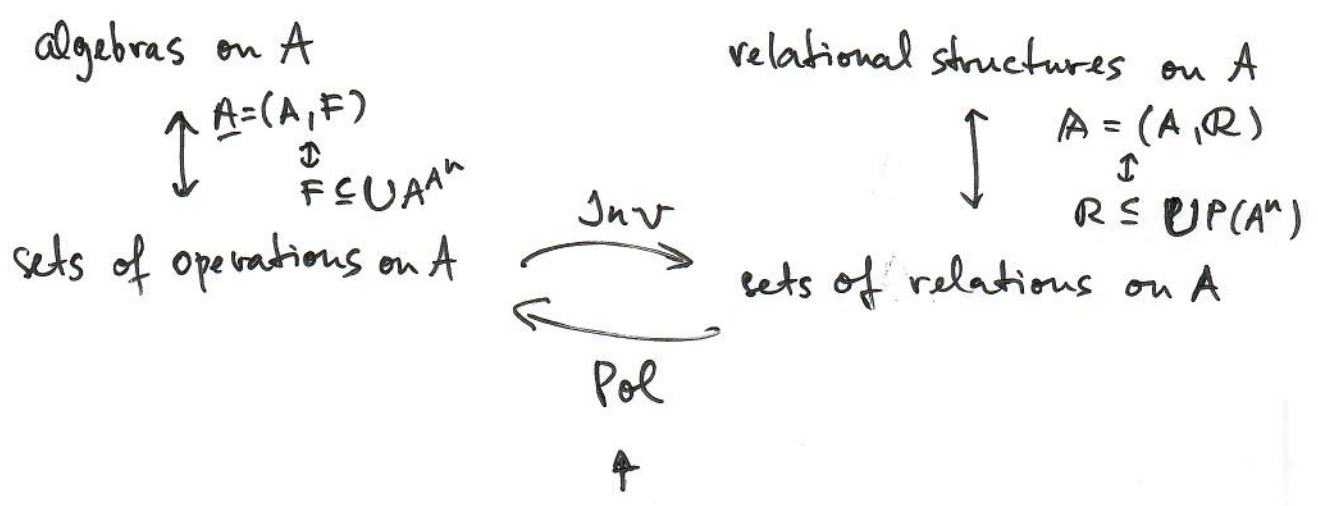 algebras on A
A=(A,F)
↕
F⊆∪A^A^n
sets of operations on A
Inv
Pol
relational structures on A
𝔸 = (A,R)
↕
R ⊆ ∪P(A^n)
sets of relations on A